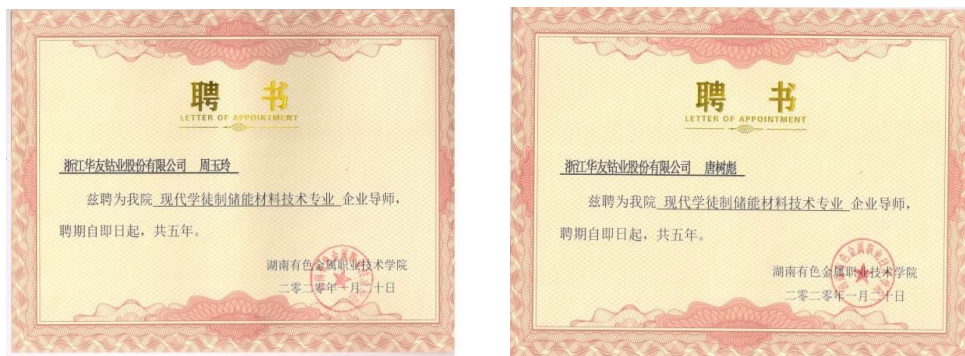 聘 书
LETTER OF APPOINTMENT
浙江华友钴业股份有限公司 周玉玲
兹聘为我院 现代学徒制储能材料技术专业 企业导师，
聘期自即日起，共五年。
湖南有色金属职业技术学院
二零二零年一月二十日
聘 书
LETTER OF APPOINTMENT
浙江华友钴业股份有限公司 唐树彪
兹聘为我院 现代学徒制储能材料技术专业 企业导师，
聘期自即日起，共五年。
湖南有色金属职业技术学院
二零二零年一月二十日